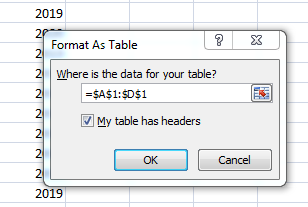 2019
Format As Table
Where is the data for your table?
=$A$1:$D$1
My table has headers
OK Cancel
2019